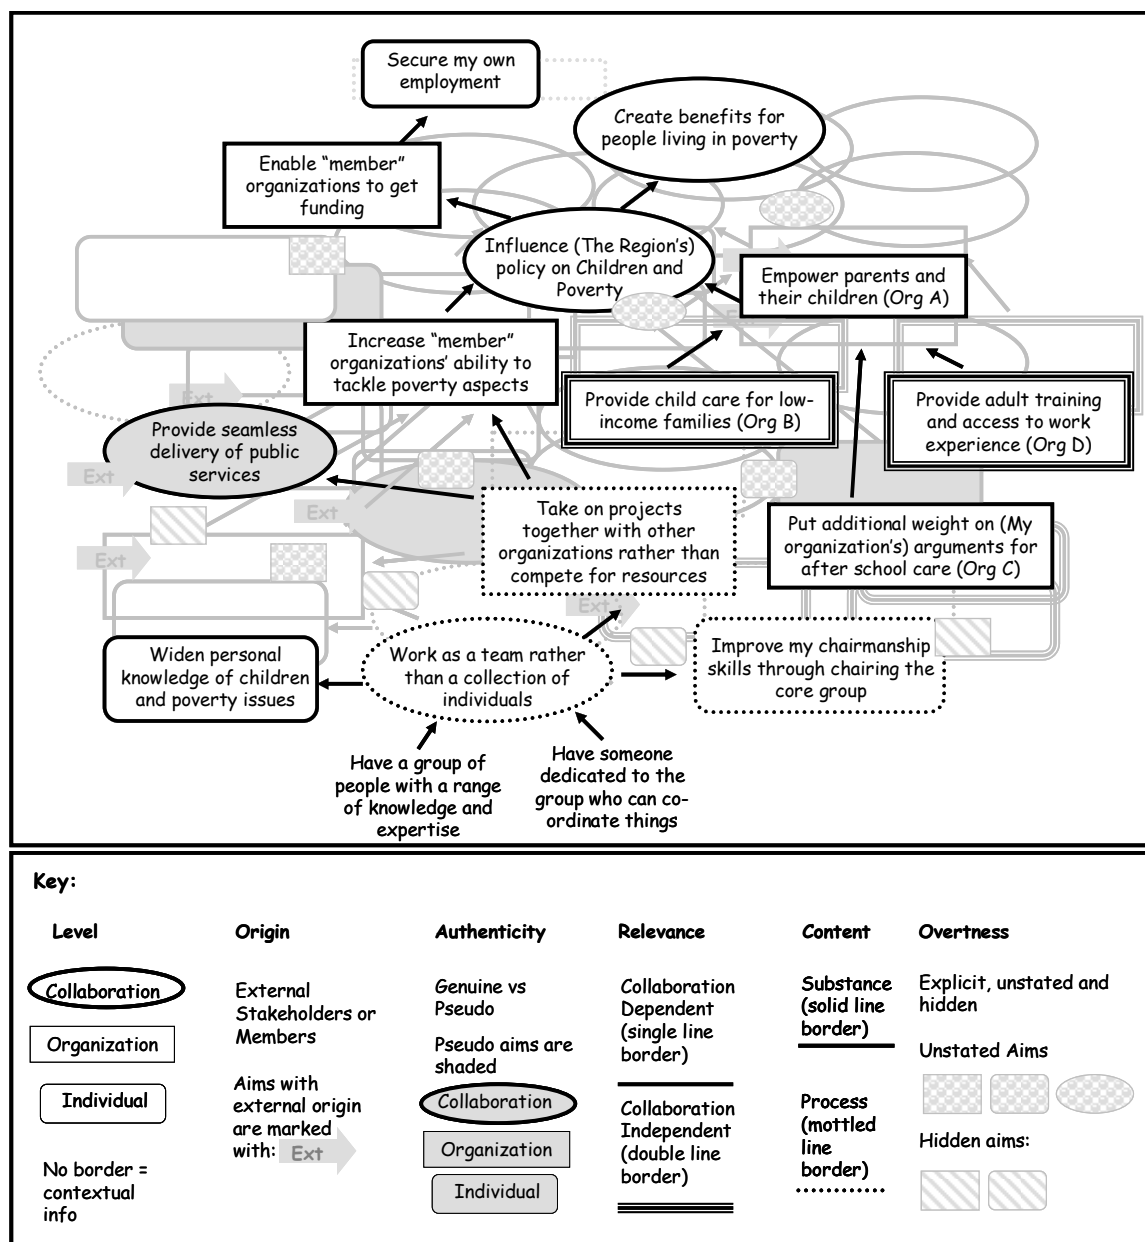 Secure my own
employment
Create benefits for
people living in poverty
Enable “member”
organizations to get
funding
Influence (The Region’s)
policy on Children and
Poverty
Ext
Empower parents and
their children (Org A)
Ext
Increase “member”
organizations’ ability to
tackle poverty aspects
Ext
Provide child care for low-
income families (Org B)
Provide adult training
and access to work
experience (Org D)
Provide seamless
delivery of public
services
Ext
Ext
Take on projects
together with other
organizations rather than
compete for resources
Put additional weight on (My
organization’s) arguments for
after school care (Org C)
Ext
Ext
Widen personal
knowledge of children
and poverty issues
Work as a team rather
than a collection of
individuals
Improve my chairmanship
skills through chairing the
core group
Have a group of
people with a range
of knowledge and
expertise
Have someone
dedicated to the
group who can co-
ordinate things
Key:
Level
Collaboration
Organization
Individual
No border =
contextual
info
Origin
External
Stakeholders or
Members
Aims with
external origin
are marked
with: Ext
Authenticity
Genuine vs
Pseudo
Pseudo aims are
shaded
Collaboration
Organization
Individual
Relevance
Collaboration
Dependent
(single line
border)
Collaboration
Independent
(double line
border)
Content
Substance
(solid line
border)
Process
(mottled
line
border)
Overtness
Explicit, unstated and
hidden
Unstated Aims
Hidden aims: